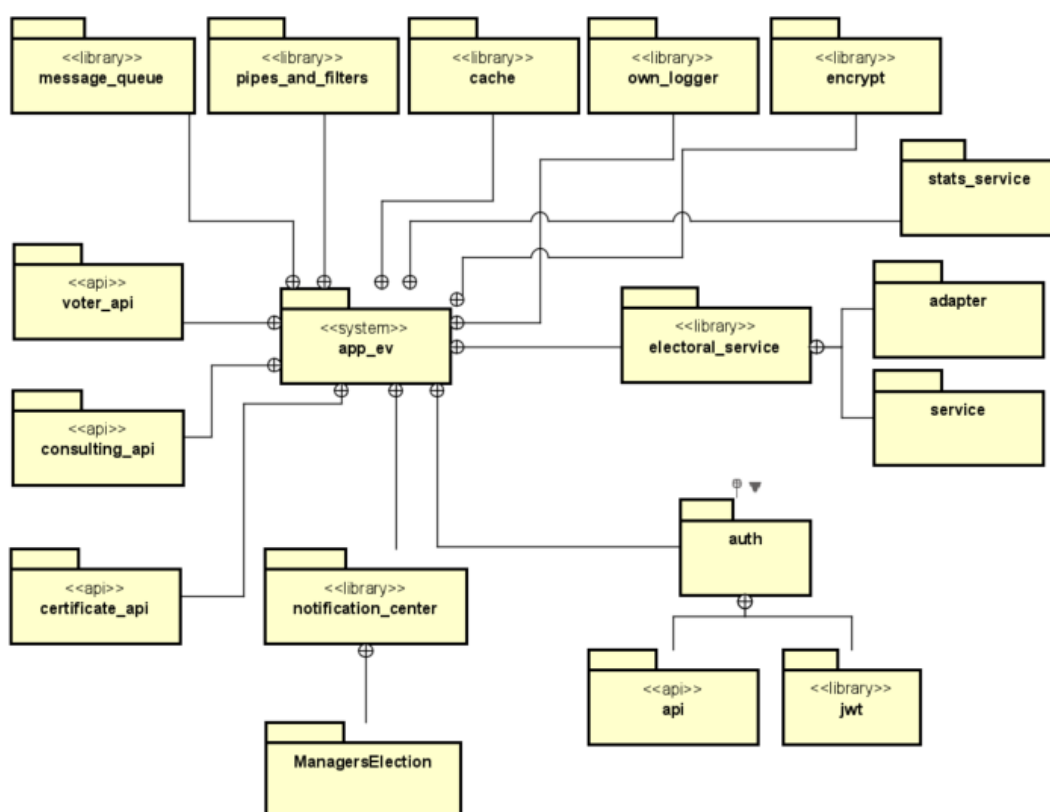 <<library>>
message_queue
<<library>>
pipes_and_filters
<<library>>
cache
<<library>>
own_logger
<<library>>
encrypt
stats_service
<<api>>
voter_api
<<system>>
app_ev
<<library>>
electoral_service
adapter
service
<<api>>
consulting_api
auth
<<api>>
certificate_api
<<library>>
notification_center
<<api>>
api
<<library>>
jwt
ManagersElection